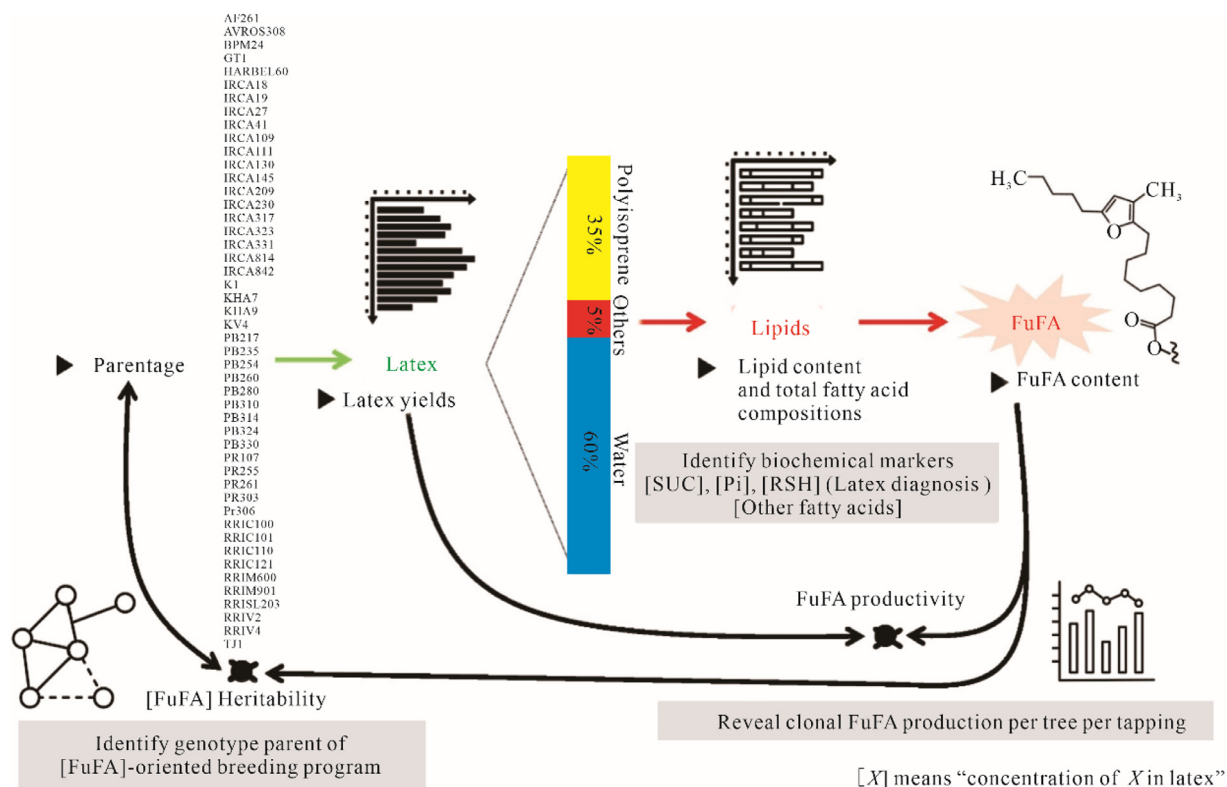 AF261
AVROS308
BPM24
GT1
HARBEL60
IRCA18
IRCA19
IRCA27
IRCA41
IRCA109
IRCA111
IRCA130
IRCA145
IRCA209
IRCA230
IRCA317
IRCA323
IRCA331
IRCA814
IRCA842
K1
KHA7
KHA9
KV4
PB217
PB235
PB254
PB260
PB280
PB310
PB314
PB324
PB330
PR107
PR255
PR261
PR303
Pr306
RRIC100
RRIC101
RRIC110
RRIC121
RRIM600
RRIM901
RRISL203
RRIV2
RRIV4
TJ1
Parentage
Latex
Latex yields
Polyisoprene
35%
Others
5%
Water
60%
Lipids
Lipid content
and total fatty acid
compositions
H₃C
CH₃
O
O
O
FuFA
FuFA content
Identify biochemical markers
[SUC], [Pi], [RSH] (Latex diagnosis )
[Other fatty acids]
FuFA productivity
[FuFA] Heritability
Identify genotype parent of
[FuFA]-oriented breeding program
Reveal clonal FuFA production per tree per tapping
[X] means “concentration of X in latex”